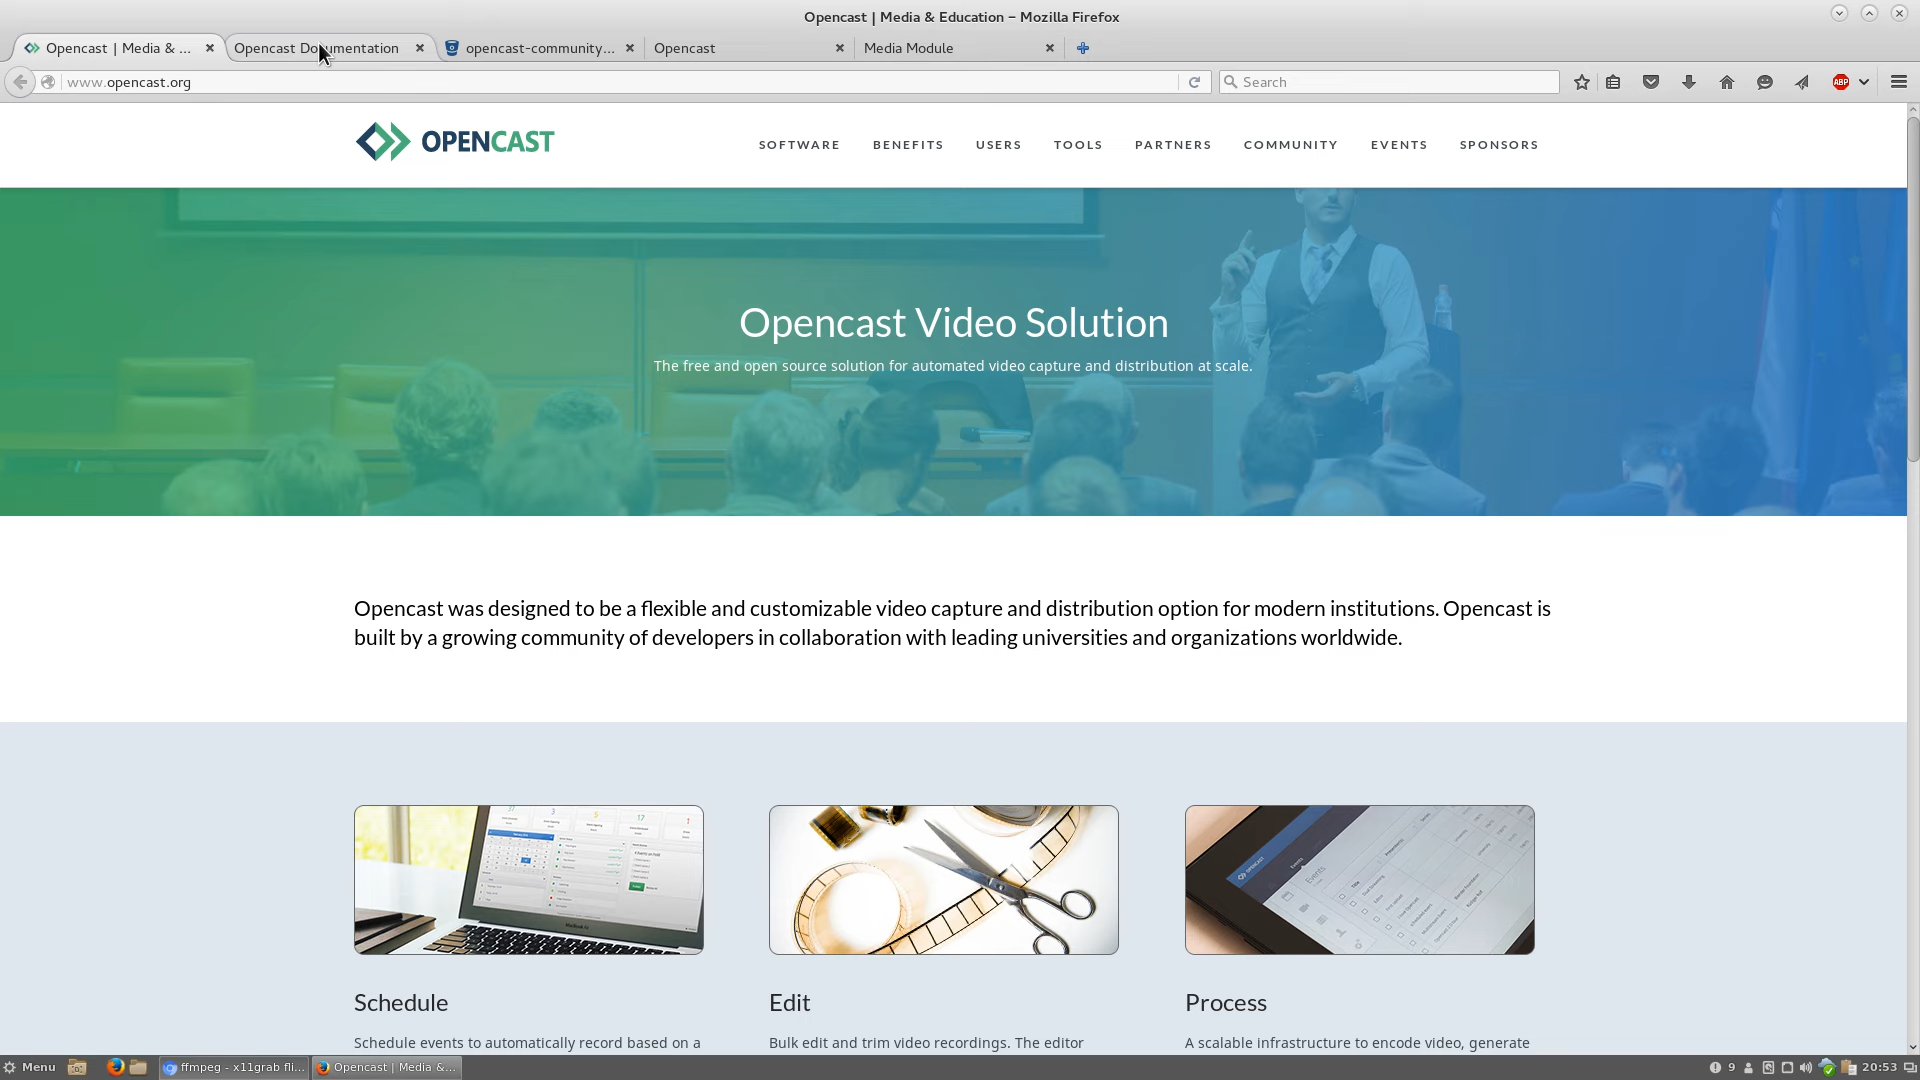 Opencast | Media & Education - Mozilla Firefox
Opencast | Media & ...
Opencast Documentation
opencast-community...
Opencast
Media Module
www.opencast.org
Search
ABP
OPENCAST
SOFTWARE
BENEFITS
USERS
TOOLS
PARTNERS
COMMUNITY
EVENTS
SPONSORS
Opencast Video Solution
The free and open source solution for automated video capture and distribution at scale.
Opencast was designed to be a flexible and customizable video capture and distribution option for modern institutions. Opencast is
built by a growing community of developers in collaboration with leading universities and organizations worldwide.
Schedule
Edit
Process
Schedule events to automatically record based on a
Bulk edit and trim video recordings. The editor
A scalable infrastructure to encode video, generate
Menu
ffmpeg - x11grab fli...
Opencast | Media &...
9
20:53